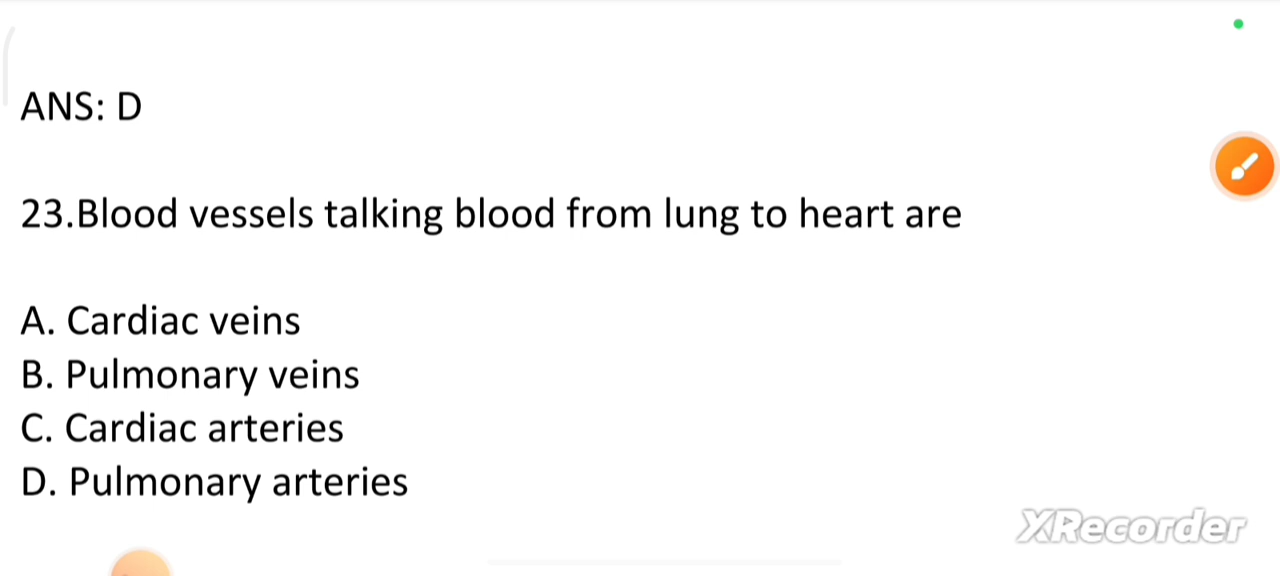 ANS: D
23.Blood vessels talking blood from lung to heart are
A. Cardiac veins
B. Pulmonary veins
C. Cardiac arteries
D. Pulmonary arteries
XRecorder